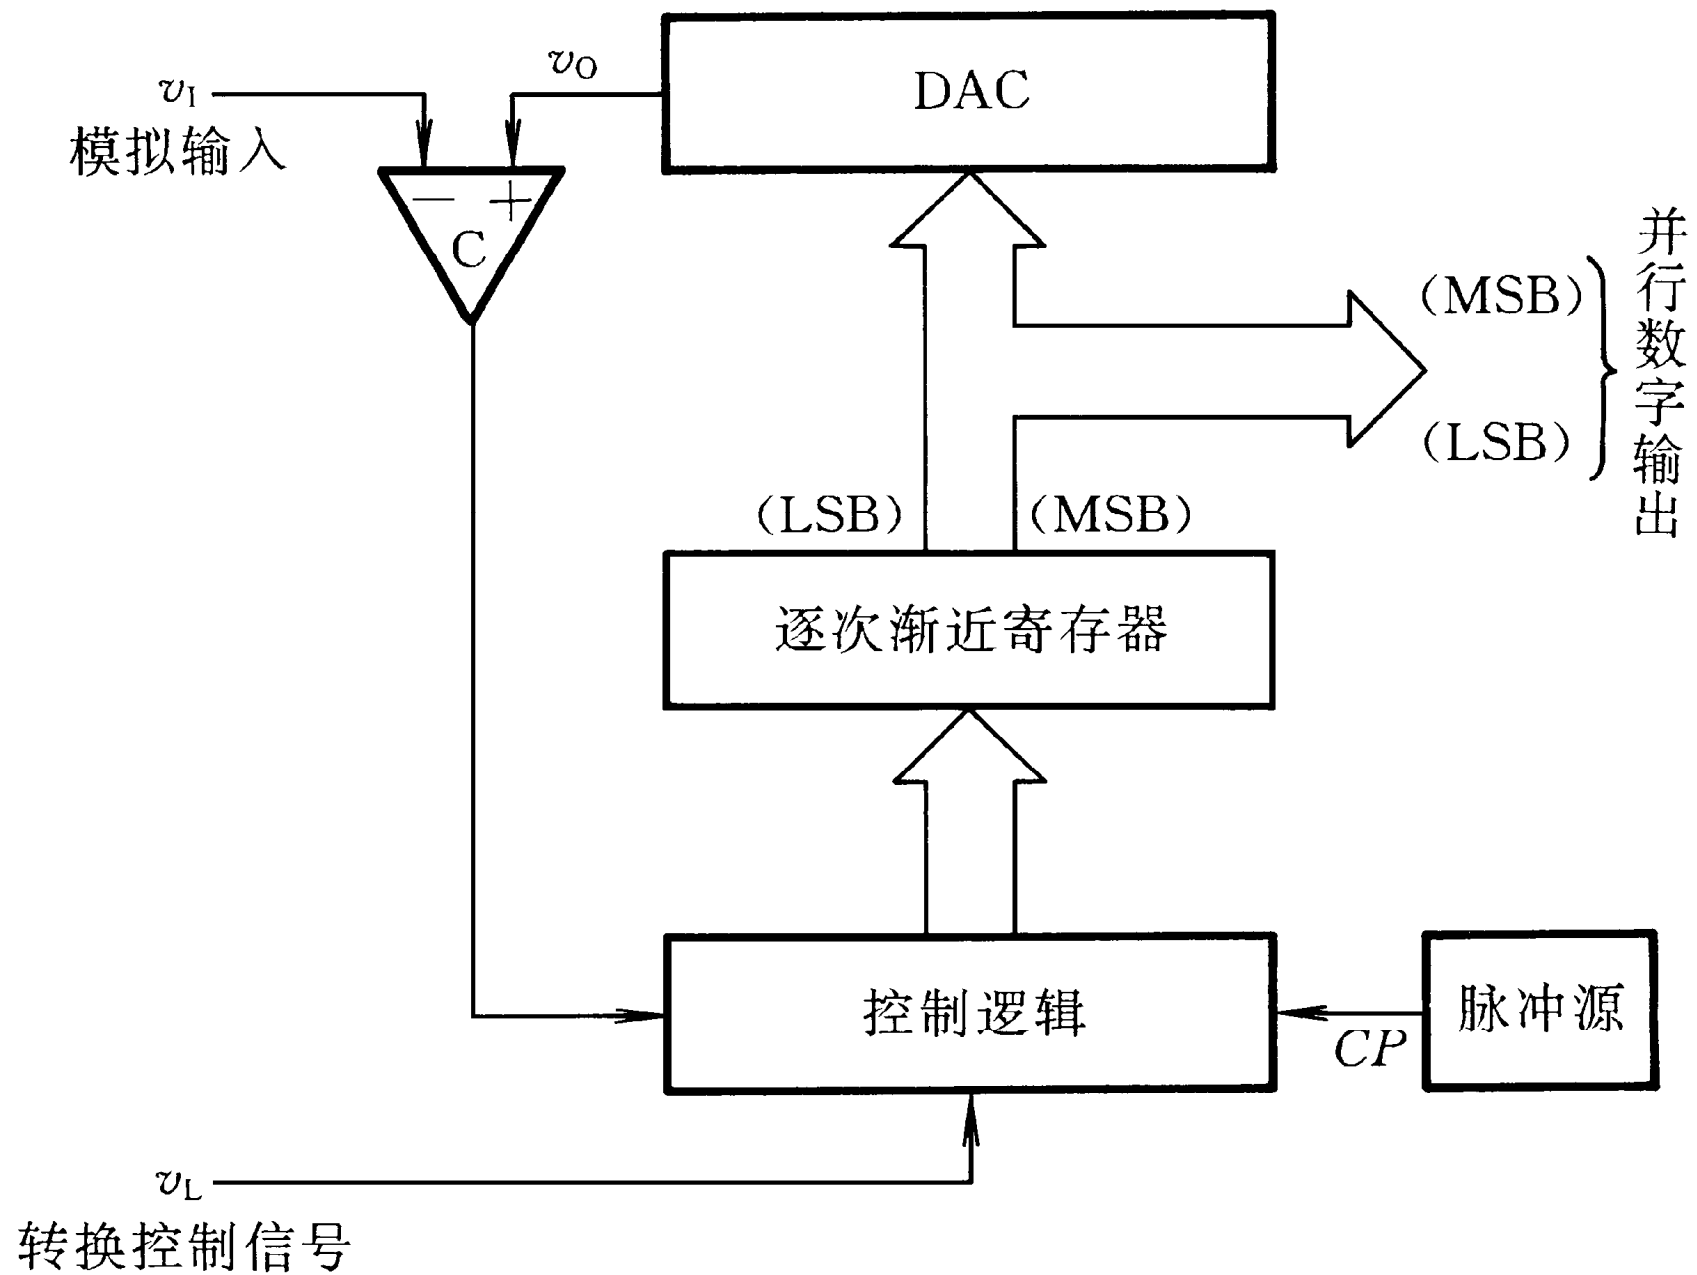 DAC
v_O
v_I
模拟输入
− +
C
(MSB)
(LSB)
并行数字输出
(LSB) (MSB)
逐次渐近寄存器
控制逻辑
脉冲源
CP
v_L
转换控制信号